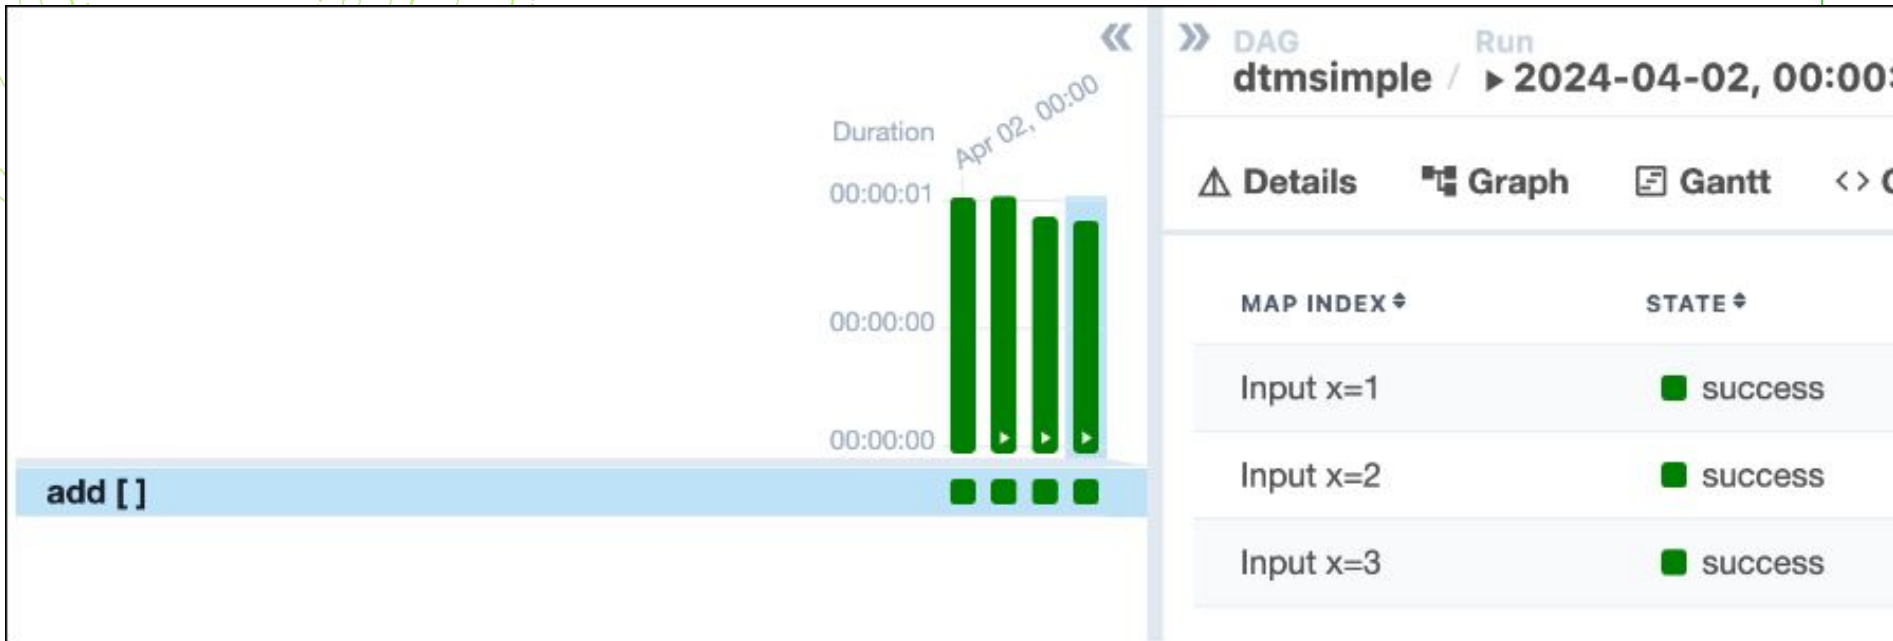 Duration
Apr 02, 00:00
00:00:01
00:00:00
00:00:00
add [ ]
DAG
Run
dtmsimple / 2024-04-02, 00:00:
Details Graph Gantt <>
MAP INDEX STATE
Input x=1 success
Input x=2 success
Input x=3 success